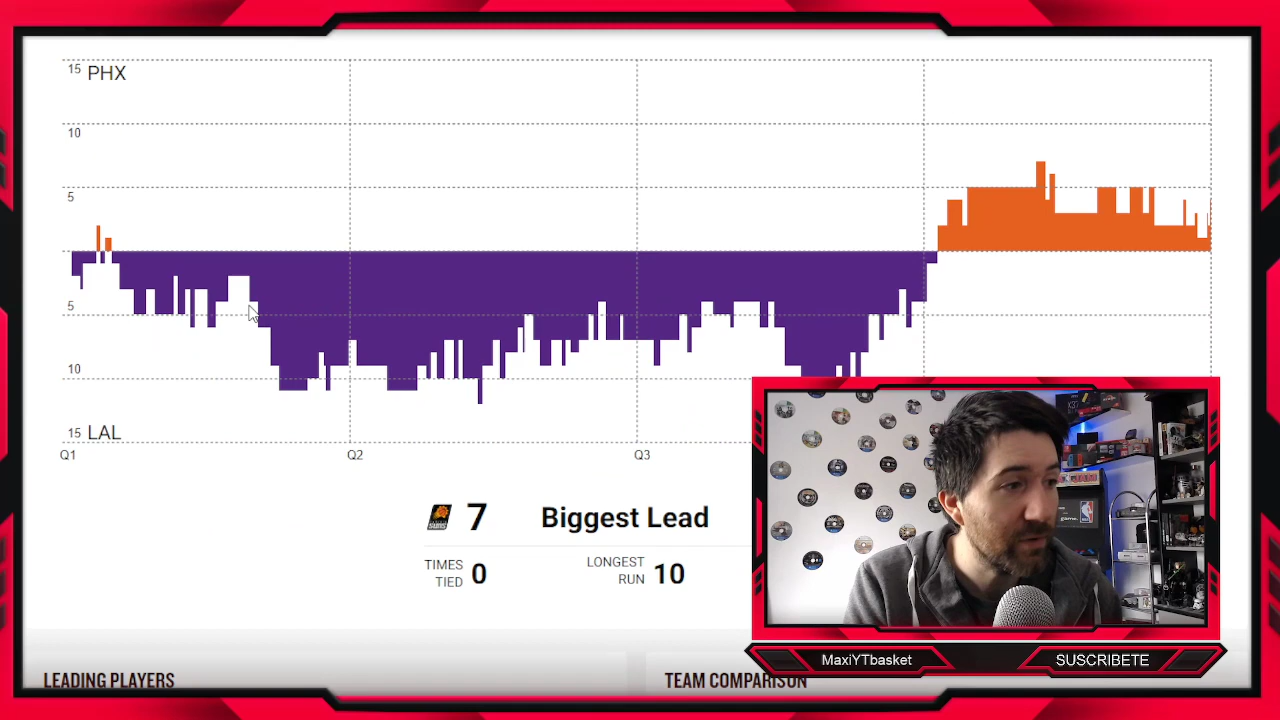 15 PHX
10
5
5
10
15 LAL
Q1 Q2 Q3
7 Biggest Lead
TIMES TIED 0
LONGEST RUN 10
LEADING PLAYERS
TEAM COMPARISON
MaxiYTbasket
SUSCRIBETE